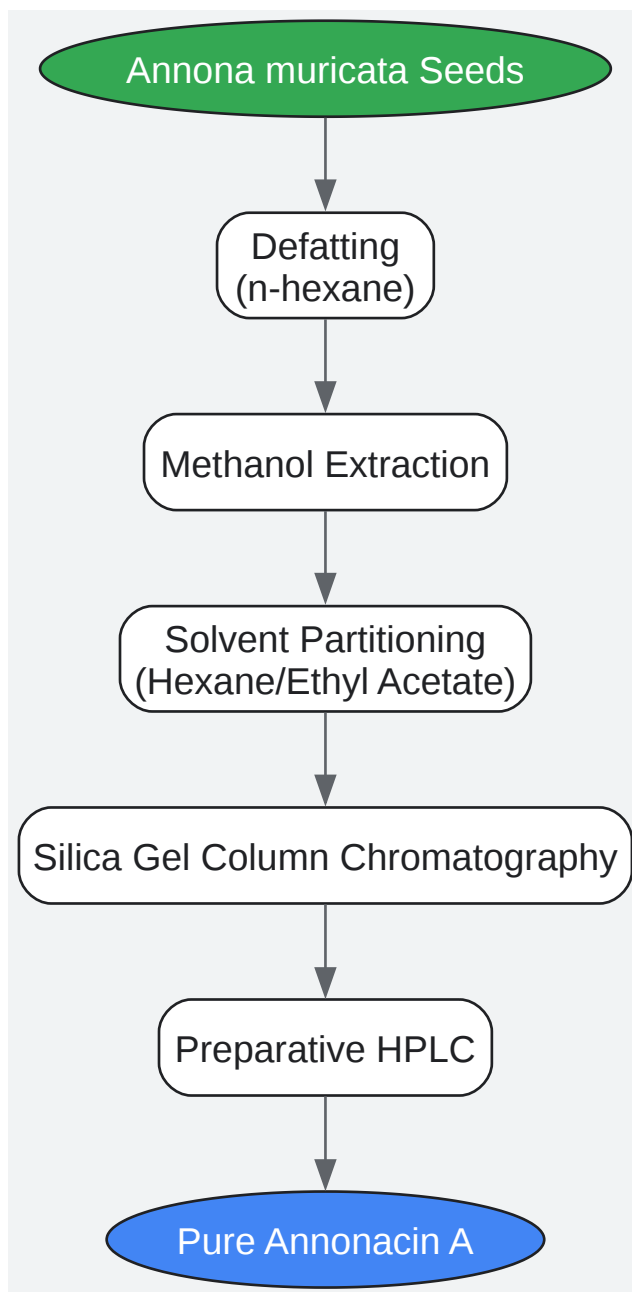 Annona muricata Seeds
Defatting
(n-hexane)
Methanol Extraction
Solvent Partitioning
(Hexane/Ethyl Acetate)
Silica Gel Column Chromatography
Preparative HPLC
Pure Annonacin A